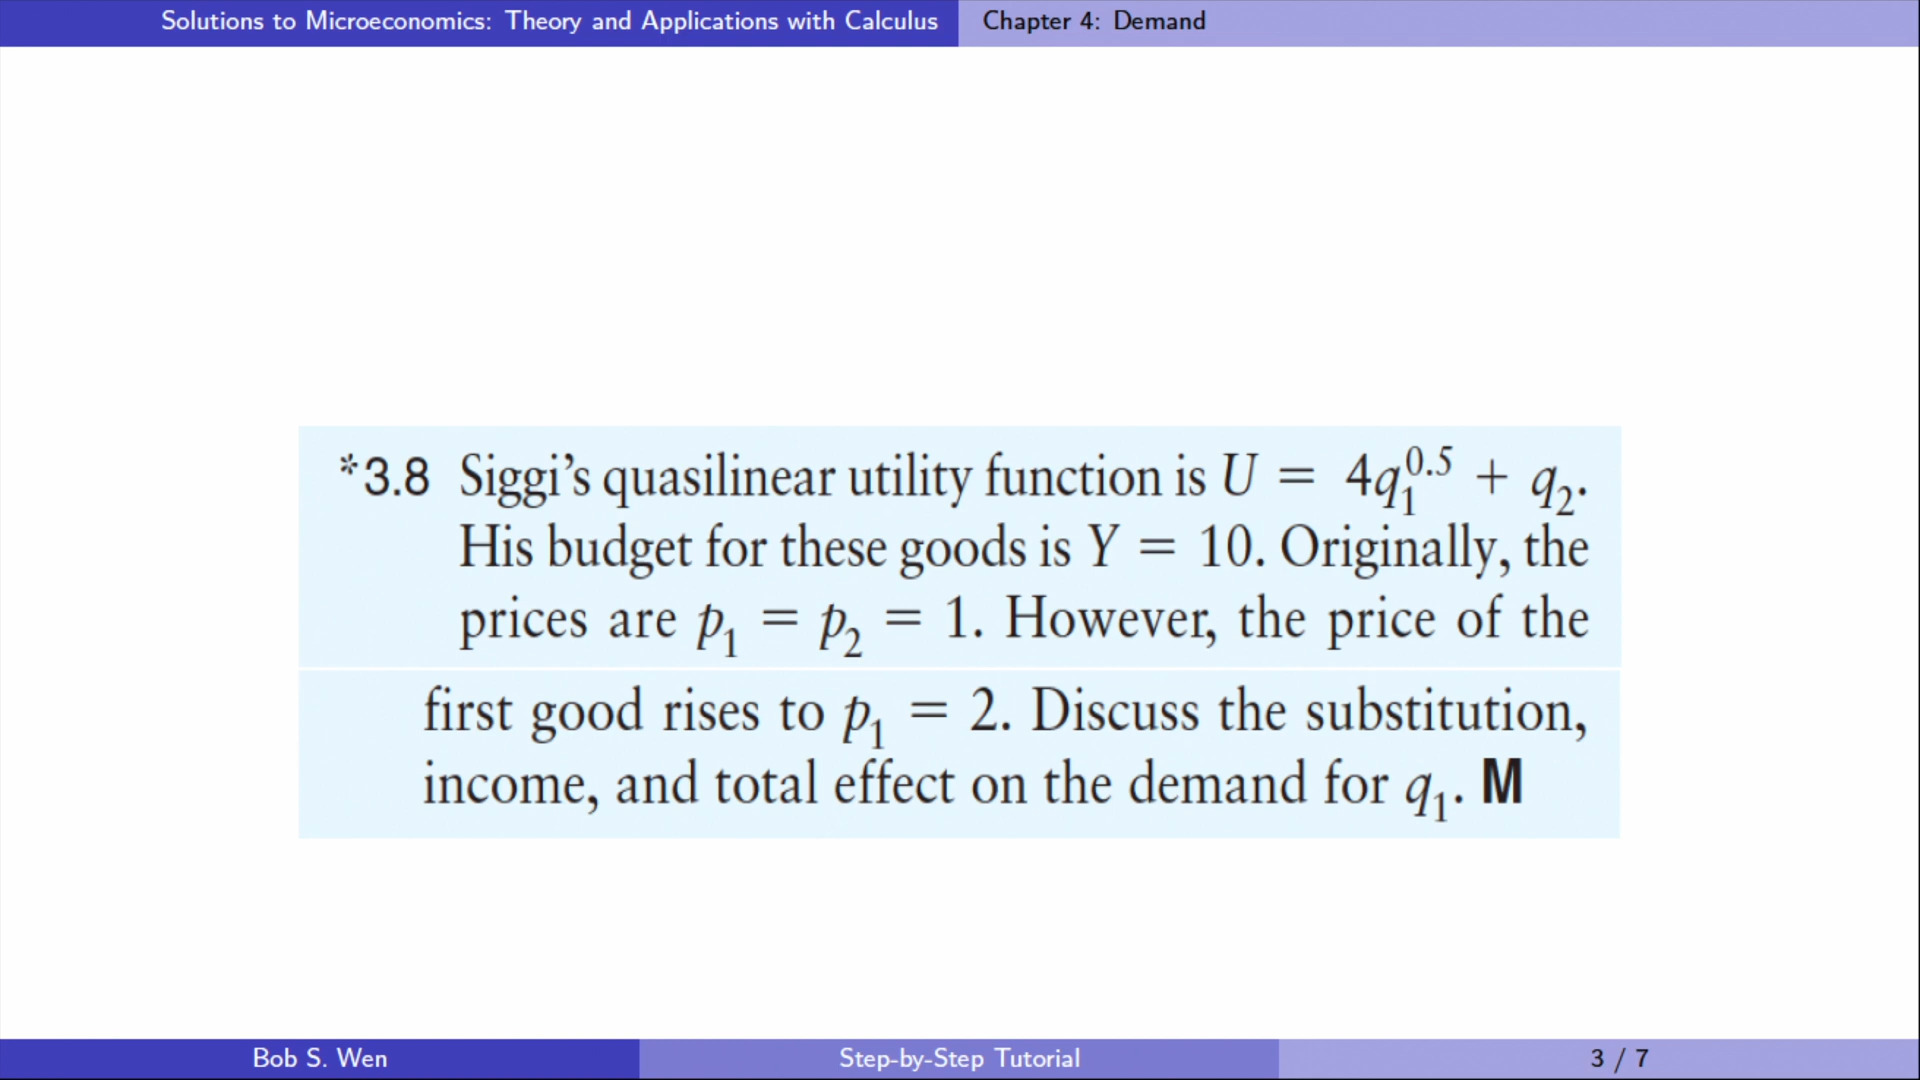 Solutions to Microeconomics: Theory and Applications with Calculus
Chapter 4: Demand
*3.8 Siggi’s quasilinear utility function is U = 4q₁^0.5 + q₂.
His budget for these goods is Y = 10. Originally, the
prices are p₁ = p₂ = 1. However, the price of the
first good rises to p₁ = 2. Discuss the substitution,
income, and total effect on the demand for q₁. M
Bob S. Wen
Step-by-Step Tutorial
3 / 7